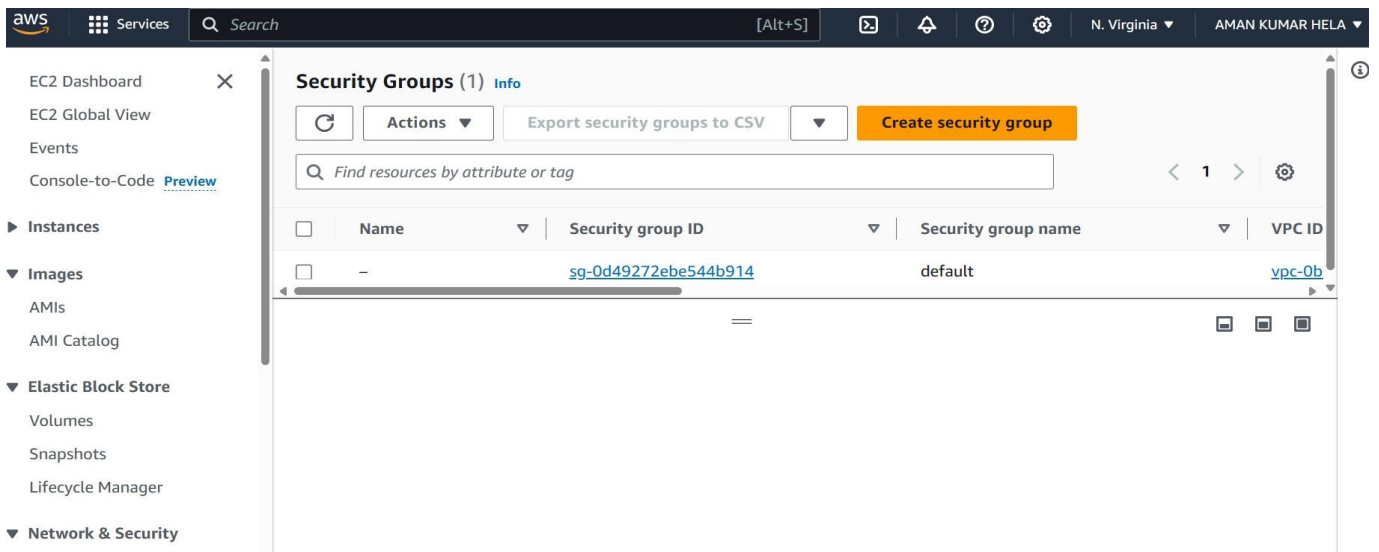 aws Services Search [Alt+S] N. Virginia AMAN KUMAR HELA
EC2 Dashboard
EC2 Global View
Events
Console-to-Code Preview
Instances
Images
AMIs
AMI Catalog
Elastic Block Store
Volumes
Snapshots
Lifecycle Manager
Network & Security
Security Groups (1) Info
Actions Export security groups to CSV Create security group
Find resources by attribute or tag
1
Name Security group ID Security group name VPC ID
– sg-0d49272ebe544b914 default vpc-0b